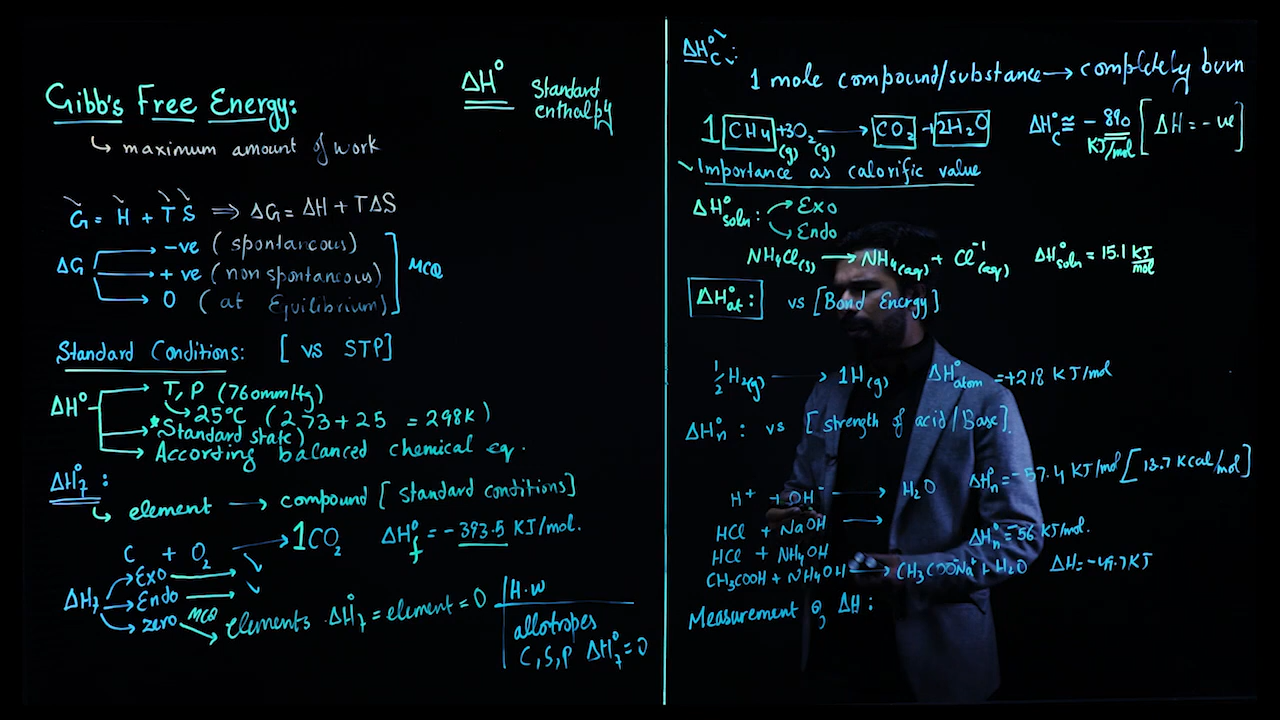 Gibb's Free Energy:
↳ maximum amount of work
ΔH° Standard enthalpy
G = H + TS ⇒ ΔG = ΔH + TΔS
ΔG → -ve (spontaneous)
→ +ve (non spontaneous) ] MCQ
→ 0 (at Equilibrium)
Standard Conditions: [vs STP]
ΔH° → T, P (760mmHg)
↳ 25°C (273+25 = 298K)
→ *Standard state)
→ According balanced chemical eq.
ΔH°f :
↳ element → compound [Standard conditions]
C + O₂ → 1CO₂ ΔH°f = -393.5 KJ/mol.
ΔHf → Exo →
→ Endo →
→ zero MCQ → elements ΔH°f = element = 0
H.W
allotropes
C, S, P ΔH°f = 0
ΔH°c :
1 mole compound/substance → completely burn
1 CH₄(g) + 3O₂(g) → CO₂ + 2H₂O ΔH°c ≅ -890 KJ/mol [ΔH = -ve]
Importance as calorific value
ΔH°soln : → Exo
→ Endo
NH₄Cl(s) → NH₄(aq) + Cl⁻¹(aq) ΔH°soln = 15.1 KJ/mol
ΔH°at : vs [Bond Energy]
½H₂(g) → 1H(g) ΔH°atom = +218 KJ/mol
ΔH°n : vs [strength of acid/Base]
H⁺ + OH⁻ → H₂O ΔH°n = -57.4 KJ/mol [13.7 Kcal/mol]
HCl + NaOH →
HCl + NH₄OH ΔH°n = -56 KJ/mol.
CH₃COOH + NH₄OH ⇌ CH₃COO⁻Na⁺ + H₂O ΔH = -49.7KJ
Measurement of ΔH :